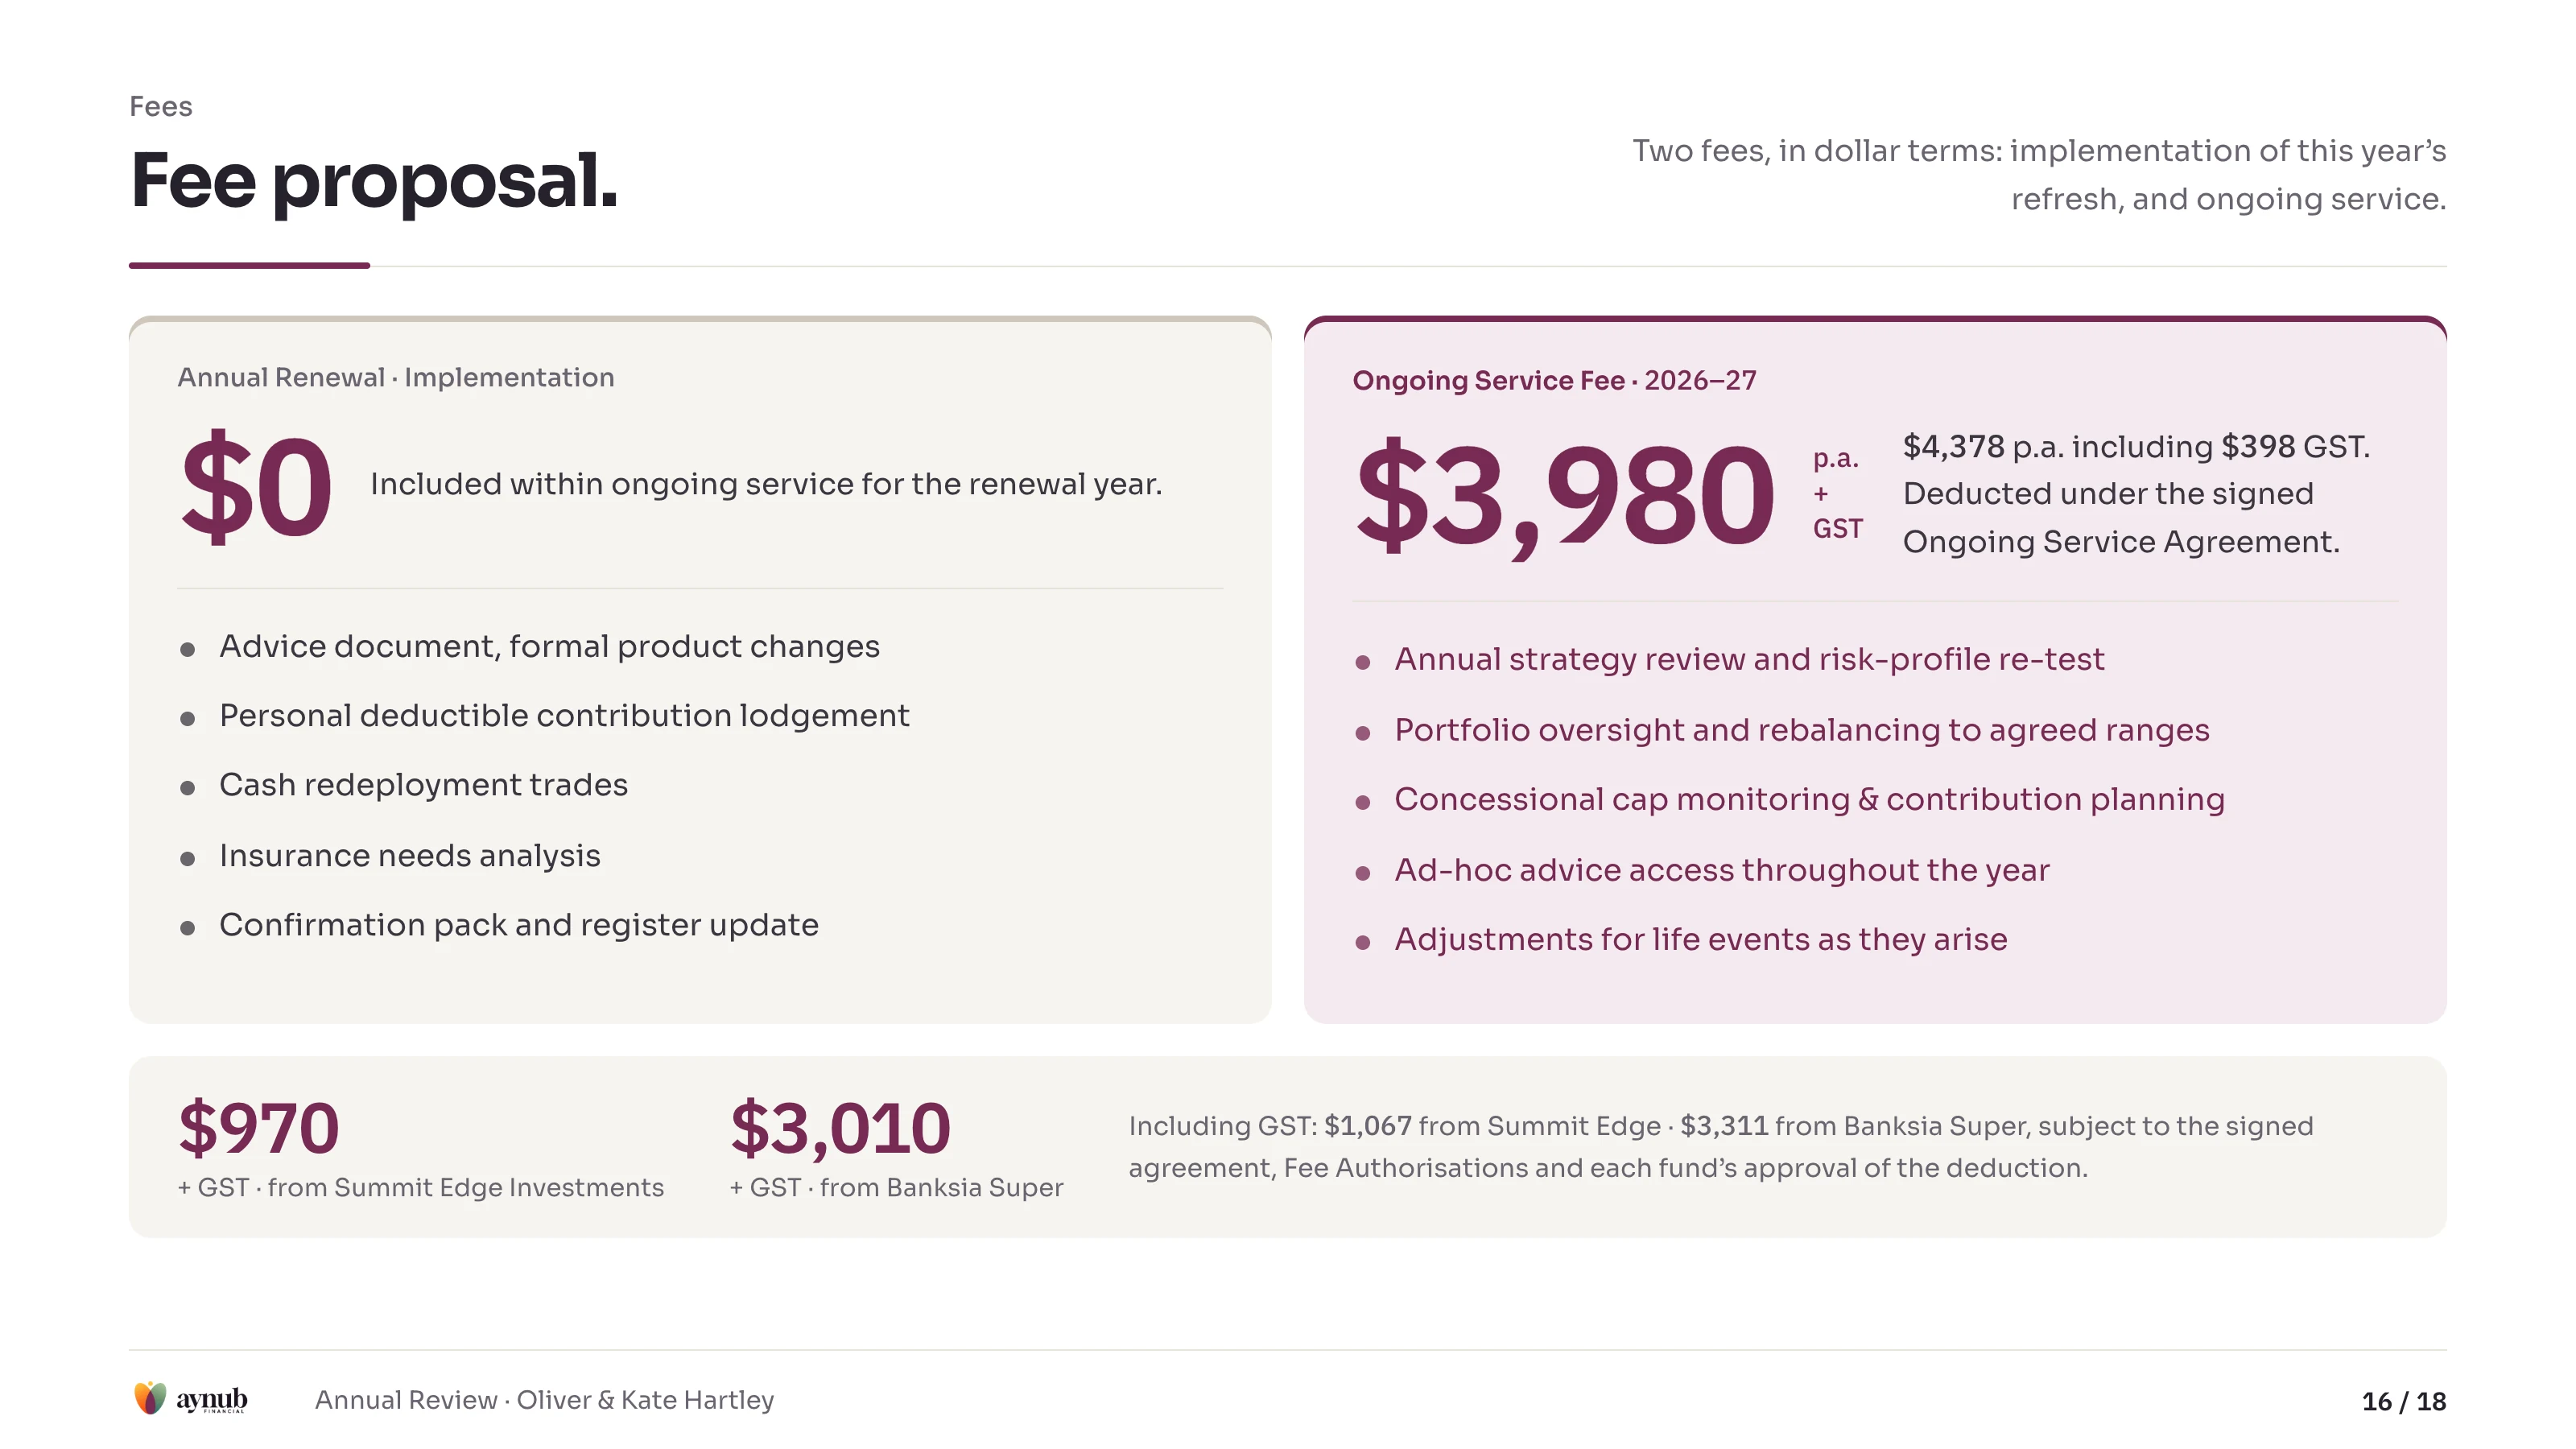 Fees
Fee proposal.
Two fees, in dollar terms: implementation of this year’s
refresh, and ongoing service.
Annual Renewal · Implementation
$0
Included within ongoing service for the renewal year.
Advice document, formal product changes
Personal deductible contribution lodgement
Cash redeployment trades
Insurance needs analysis
Confirmation pack and register update
Ongoing Service Fee · 2026–27
$3,980
p.a.
+
GST
$4,378 p.a. including $398 GST.
Deducted under the signed
Ongoing Service Agreement.
Annual strategy review and risk-profile re-test
Portfolio oversight and rebalancing to agreed ranges
Concessional cap monitoring & contribution planning
Ad-hoc advice access throughout the year
Adjustments for life events as they arise
$970
+ GST · from Summit Edge Investments
$3,010
+ GST · from Banksia Super
Including GST: $1,067 from Summit Edge · $3,311 from Banksia Super, subject to the signed
agreement, Fee Authorisations and each fund’s approval of the deduction.
aynub
FINANCIAL
Annual Review · Oliver & Kate Hartley
16 / 18